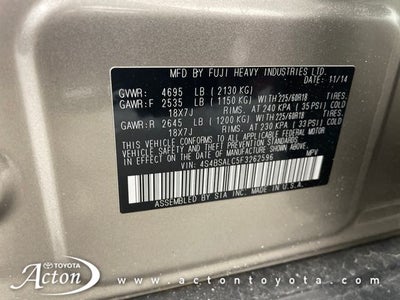 MFD BY FUJI HEAVY INDUSTRIES LTD.
DATE: 11/14
GVWR: 4695 LB (2130 KG)
GAWR:F 2535 LB (1150 KG) WITH 225/60R18 TIRES.
18X7J RIMS. AT 240 KPA (35 PSI) COLD
GAWR:R 2645 LB (1200 KG) WITH 225/60R18 TIRES.
18X7J RIMS. AT 230 KPA (33 PSI) COLD
THIS VEHICLE CONFORMS TO ALL APPLICABLE FEDERAL MOTOR
VEHICLE SAFETY, BUMPER, AND THEFT PREVENTION STANDARDS
IN EFFECT ON THE DATE OF MANUFACTURE SHOWN ABOVE.
VIN: 4S4BSALC5F3262596 MPV
ASSEMBLED BY SIA INC. MADE IN U.S.A.
TOYOTA
Acton
www.actontoyota.com